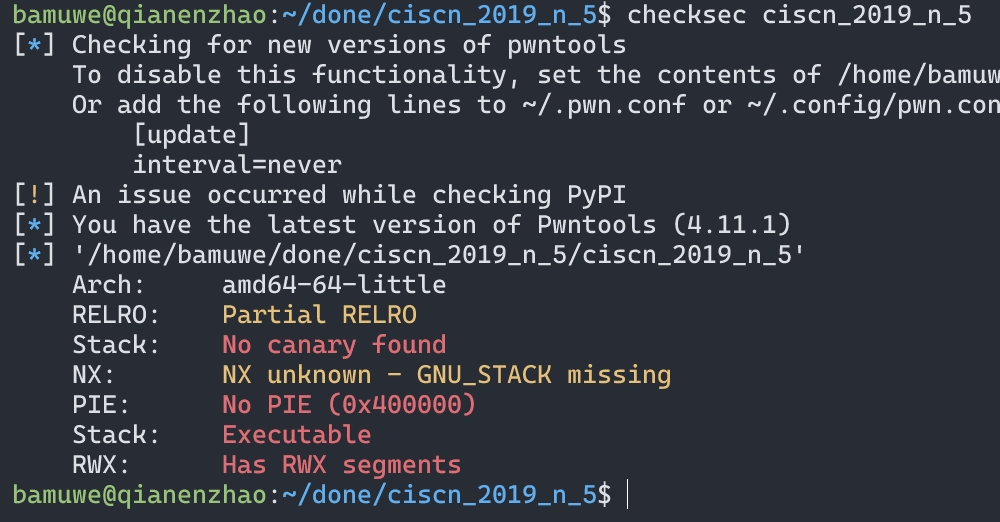 bamuwe@qianenzhao:~/done/ciscn_2019_n_5$ checksec ciscn_2019_n_5
[*] Checking for new versions of pwntools
To disable this functionality, set the contents of /home/bamuw
Or add the following lines to ~/.pwn.conf or ~/.config/pwn.con
[update]
interval=never
[!] An issue occurred while checking PyPI
[*] You have the latest version of Pwntools (4.11.1)
[*] '/home/bamuwe/done/ciscn_2019_n_5/ciscn_2019_n_5'
Arch: amd64-64-little
RELRO: Partial RELRO
Stack: No canary found
NX: NX unknown - GNU_STACK missing
PIE: No PIE (0x400000)
Stack: Executable
RWX: Has RWX segments
bamuwe@qianenzhao:~/done/ciscn_2019_n_5$